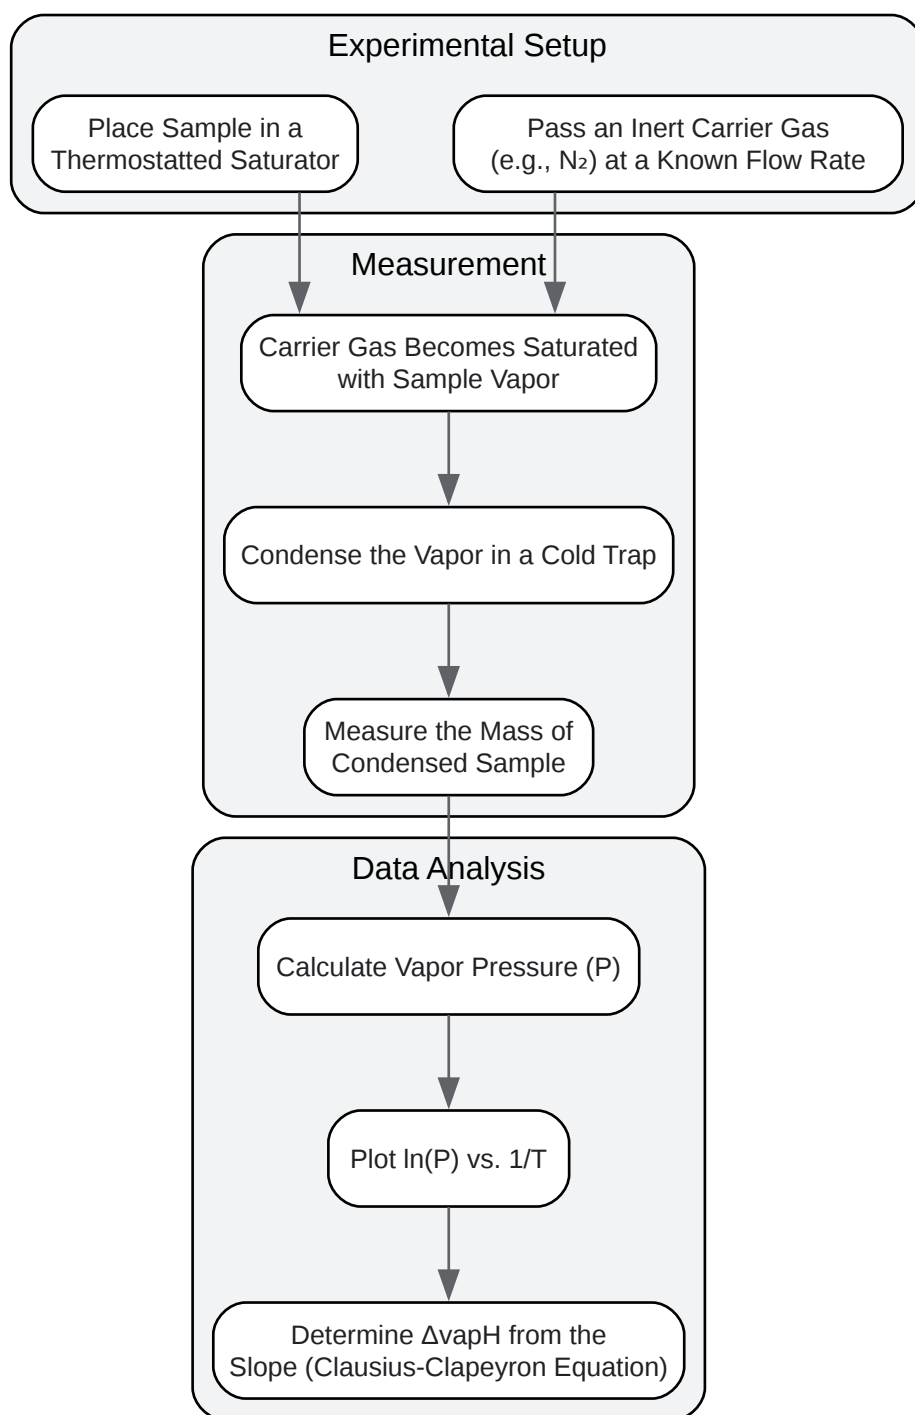 Experimental Setup
Place Sample in a
Thermostatted Saturator
Pass an Inert Carrier Gas
(e.g., N₂) at a Known Flow Rate
Measurement
Carrier Gas Becomes Saturated
with Sample Vapor
Condense the Vapor in a Cold Trap
Measure the Mass of
Condensed Sample
Data Analysis
Calculate Vapor Pressure (P)
Plot ln(P) vs. 1/T
Determine ΔvapH from the
Slope (Clausius-Clapeyron Equation)